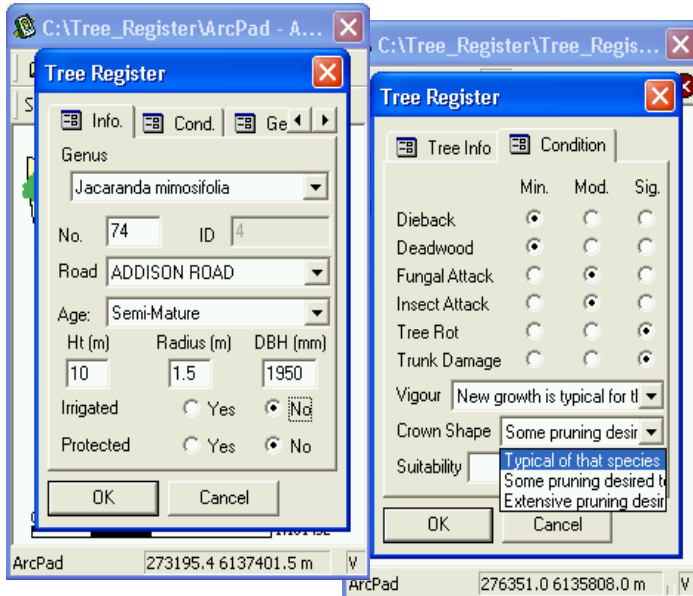 C:\Tree_Register\ArcPad - A...
Tree Register
Info. Cond. Ge
Genus
Jacaranda mimosifolia
No. 74 ID 4
Road ADDISON ROAD
Age: Semi-Mature
Ht (m) Radius (m) DBH (mm)
10 1.5 1950
Irrigated Yes No
Protected Yes No
OK Cancel
ArcPad 273195.4 6137401.5 m V
C:\Tree_Register\Tree_Regis...
Tree Register
Tree Info Condition
Min. Mod. Sig.
Dieback
Deadwood
Fungal Attack
Insect Attack
Tree Rot
Trunk Damage
Vigour New growth is typical for tl
Crown Shape Some pruning desir
Suitability
Typical of that species
Some pruning desired t
Extensive pruning desir
OK Cancel
ArcPad 276351.0 6135808.0 m V